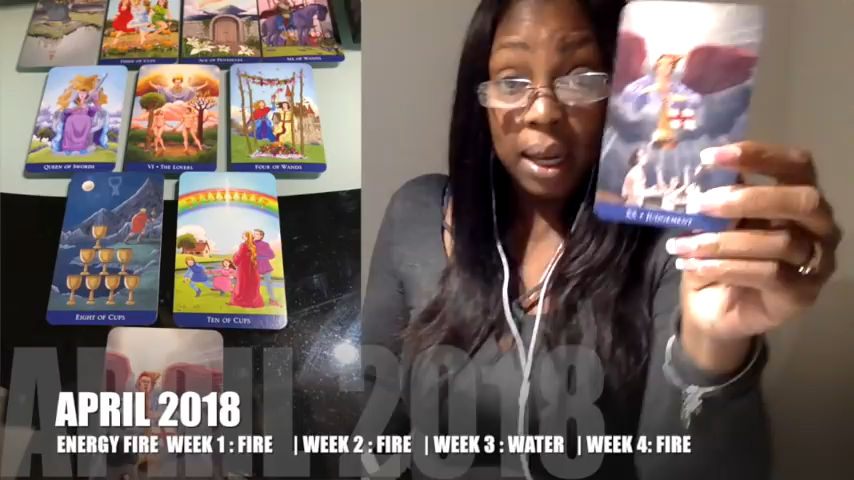 THREE OF CUPS
ACE OF PENTACLES
SIX OF WANDS
QUEEN OF SWORDS
VI • THE LOVERS
FOUR OF WANDS
EIGHT OF CUPS
TEN OF CUPS
JUDGEMENT
APRIL 2018
APRIL 2018
ENERGY FIRE WEEK 1 : FIRE | WEEK 2 : FIRE | WEEK 3 : WATER | WEEK 4: FIRE